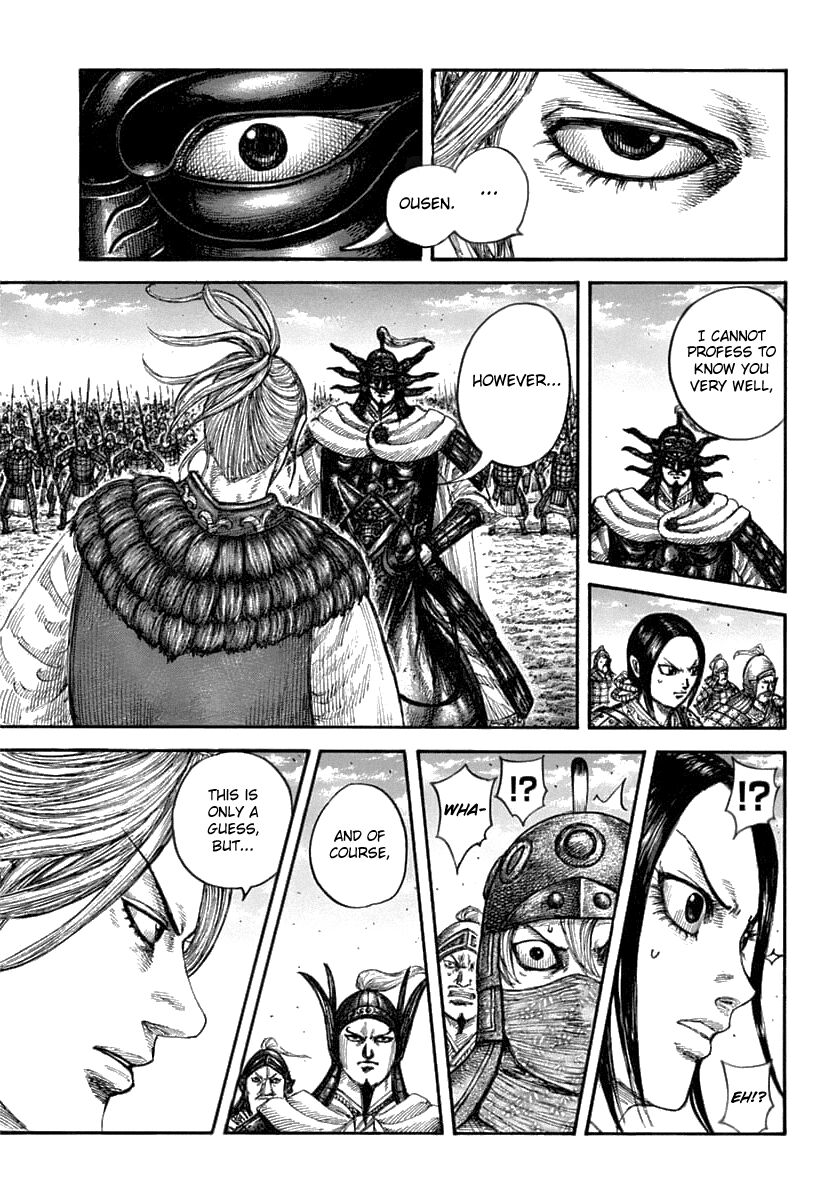 ...
OUSEN.
I CANNOT
PROFESS TO
KNOW YOU
VERY WELL,
HOWEVER...
!?
EH!?
!?
WHA-
AND OF
COURSE,
THIS IS
ONLY A
GUESS,
BUT...